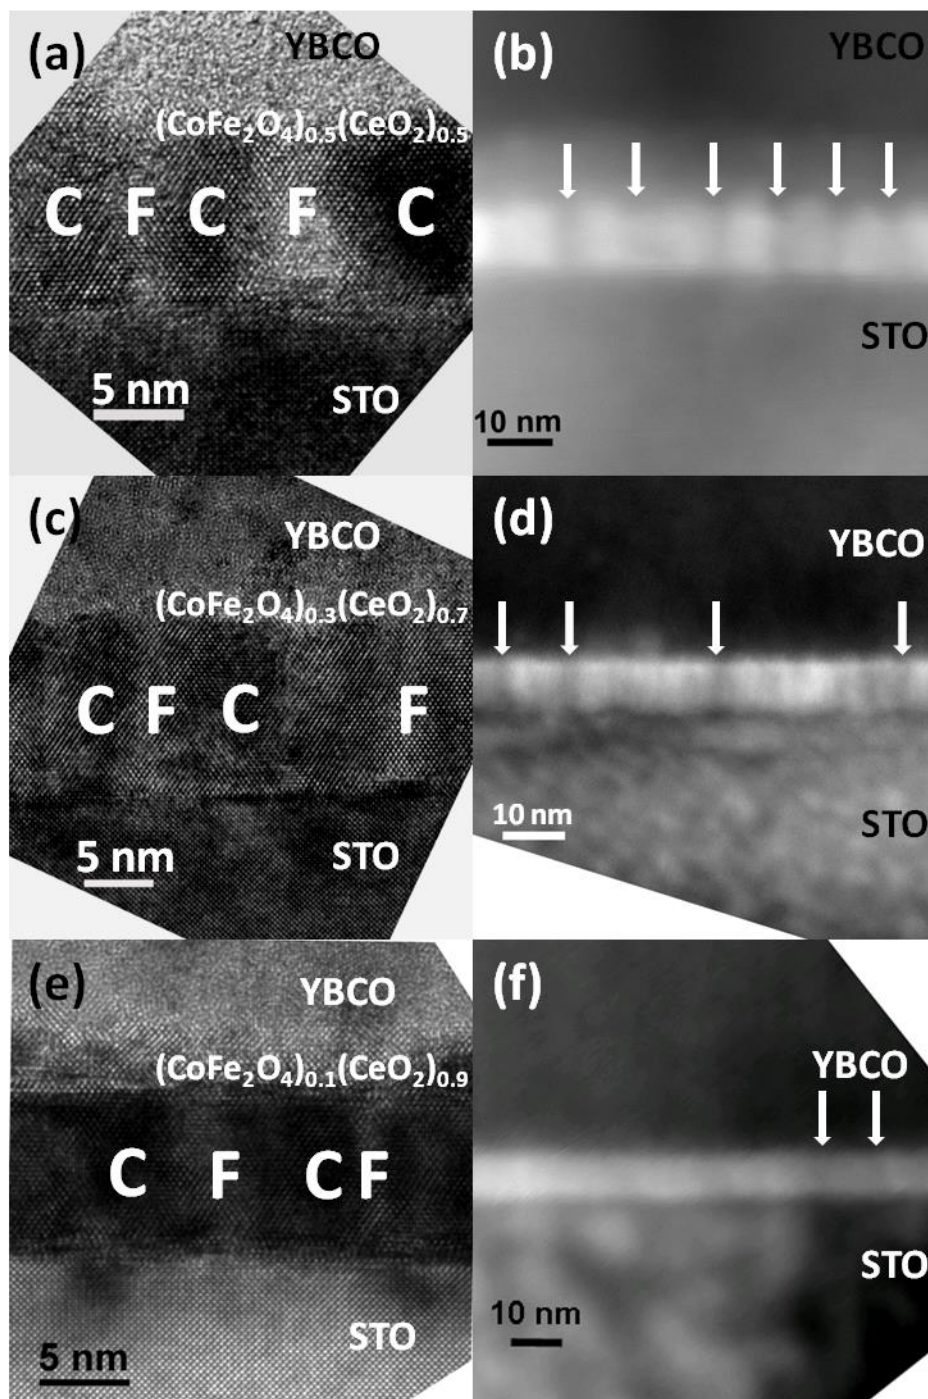 (a)
YBCO
(CoFe₂O₄)₀.₅(CeO₂)₀.₅
C F C F C
5 nm
STO
(b)
YBCO
STO
10 nm
(c)
YBCO
(CoFe₂O₄)₀.₃(CeO₂)₀.₇
C F C F
5 nm
STO
(d)
YBCO
10 nm
STO
(e)
YBCO
(CoFe₂O₄)₀.₁(CeO₂)₀.₉
C F C F
STO
5 nm
(f)
YBCO
STO
10 nm